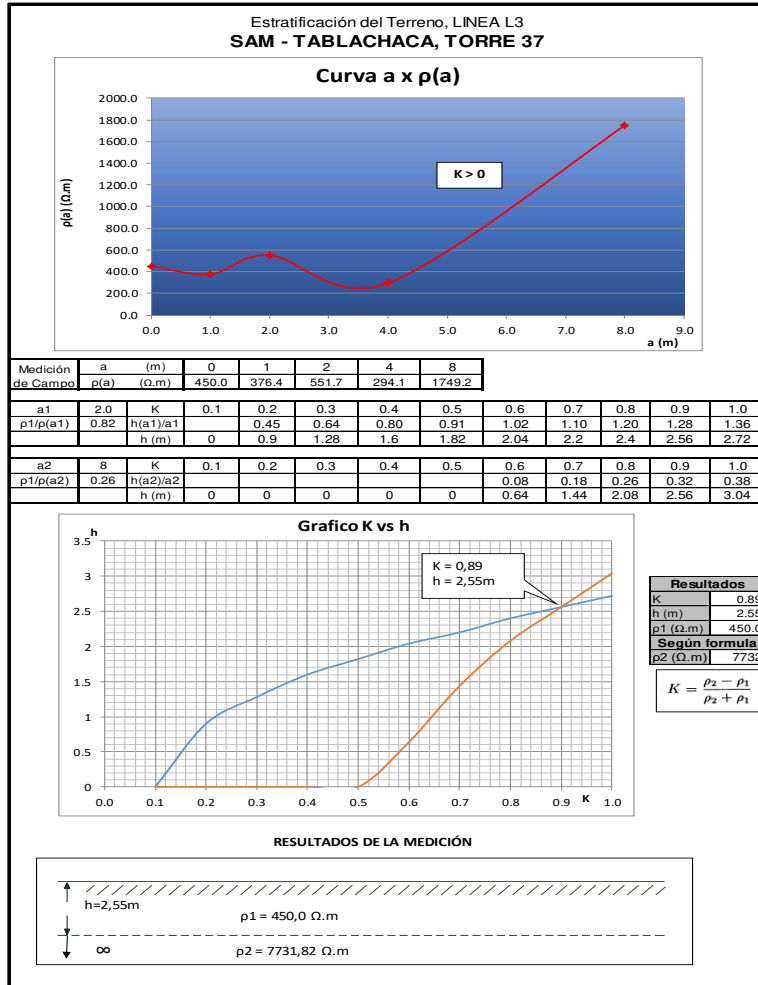 Estratificación del Terreno, LINEA L3
SAM - TABLACHACA, TORRE 37
Curva a x ρ(a)
2000.0
1800.0
1600.0
1400.0
1200.0
1000.0
800.0
600.0
400.0
200.0
0.0
ρ(a) (Ω.m)
K > 0
0.0 1.0 2.0 3.0 4.0 5.0 6.0 7.0 8.0 9.0
a (m)
Medición de Campo
a (m) 0 1 2 4 8
ρ(a) (Ω.m) 450.0 376.4 551.7 294.1 1749.2
a1 2.0 K 0.1 0.2 0.3 0.4 0.5 0.6 0.7 0.8 0.9 1.0
ρ1/ρ(a1) 0.82 h(a1)/a1 0.45 0.64 0.80 0.91 1.02 1.10 1.20 1.28 1.36
h (m) 0 0.9 1.28 1.6 1.82 2.04 2.2 2.4 2.56 2.72
a2 8 K 0.1 0.2 0.3 0.4 0.5 0.6 0.7 0.8 0.9 1.0
ρ1/ρ(a2) 0.26 h(a2)/a2 0.08 0.18 0.26 0.32 0.38
h (m) 0 0 0 0 0 0.64 1.44 2.08 2.56 3.04
Grafico K vs h
h
3.5
3
2.5
2
1.5
1
0.5
0
K = 0,89
h = 2,55m
0.0 0.1 0.2 0.3 0.4 0.5 0.6 0.7 0.8 0.9 1.0
K
Resultados
K 0.89
h (m) 2.55
ρ1 (Ω.m) 450.0
Según formula
ρ2 (Ω.m) 7732
K = (ρ₂ − ρ₁) / (ρ₂ + ρ₁)
RESULTADOS DE LA MEDICIÓN
h=2,55m
ρ1 = 450,0 Ω.m
∞
ρ2 = 7731,82 Ω.m